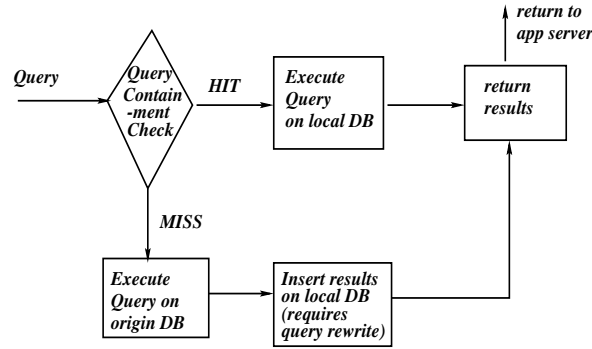 return to
app server
Query
Query
Contain
-ment
Check
HIT
Execute
Query
on local DB
return
results
MISS
Execute
Query on
origin DB
Insert results
on local DB
(requires
query rewrite)